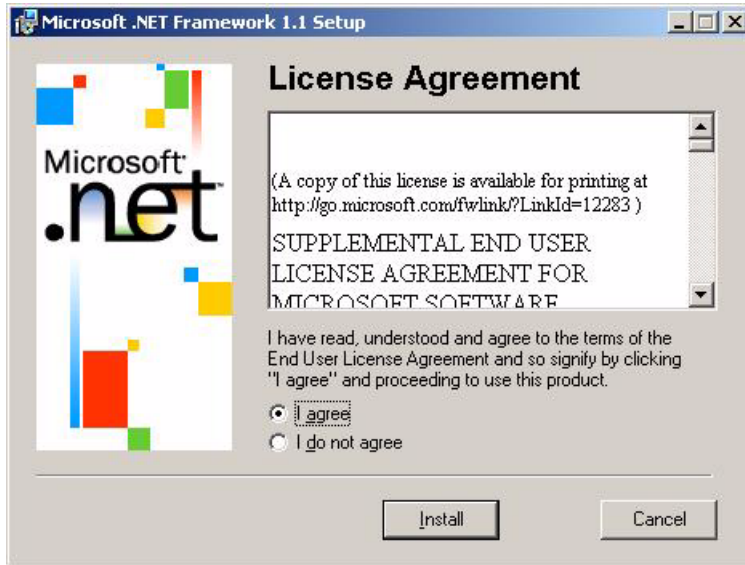 Microsoft .NET Framework 1.1 Setup
License Agreement
Microsoft
.net
(A copy of this license is available for printing at
http://go.microsoft.com/fwlink/?LinkId=12283 )
SUPPLEMENTAL END USER
LICENSE AGREEMENT FOR
MICROSOFT SOFTWARE
I have read, understood and agree to the terms of the
End User License Agreement and so signify by clicking
"I agree" and proceeding to use this product.
I agree
I do not agree
Install
Cancel